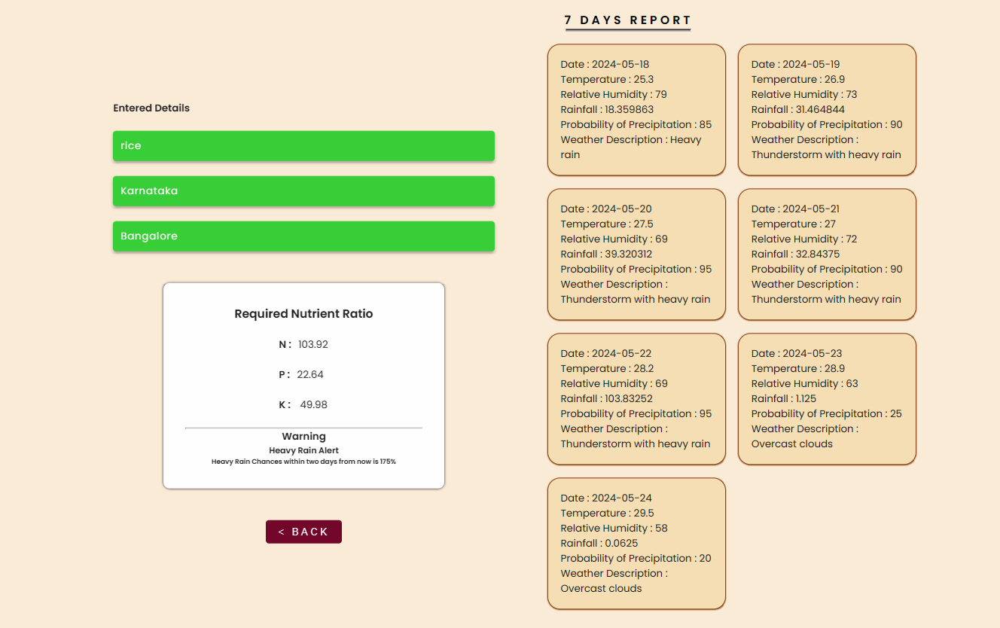 Entered Details
rice
Karnataka
Bangalore
Required Nutrient Ratio
N : 103.92
P : 22.64
K : 49.98
Warning
Heavy Rain Alert
Heavy Rain Chances within two days from now is 175%
< BACK
7 DAYS REPORT
Date : 2024-05-18
Temperature : 25.3
Relative Humidity : 79
Rainfall : 18.359863
Probability of Precipitation : 85
Weather Description : Heavy
rain
Date : 2024-05-19
Temperature : 26.9
Relative Humidity : 73
Rainfall : 31.464844
Probability of Precipitation : 90
Weather Description :
Thunderstorm with heavy rain
Date : 2024-05-20
Temperature : 27.5
Relative Humidity : 69
Rainfall : 39.320312
Probability of Precipitation : 95
Weather Description :
Thunderstorm with heavy rain
Date : 2024-05-21
Temperature : 27
Relative Humidity : 72
Rainfall : 32.84375
Probability of Precipitation : 90
Weather Description :
Thunderstorm with heavy rain
Date : 2024-05-22
Temperature : 28.2
Relative Humidity : 69
Rainfall : 103.83252
Probability of Precipitation : 95
Weather Description :
Thunderstorm with heavy rain
Date : 2024-05-23
Temperature : 28.9
Relative Humidity : 63
Rainfall : 1.125
Probability of Precipitation : 25
Weather Description :
Overcast clouds
Date : 2024-05-24
Temperature : 29.5
Relative Humidity : 58
Rainfall : 0.0625
Probability of Precipitation : 20
Weather Description :
Overcast clouds